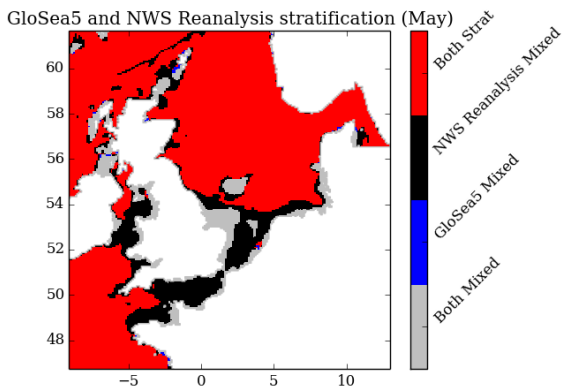 GloSea5 and NWS Reanalysis stratification (May)
60
58
56
54
52
50
48
−5
0
5
10
Both Strat
NWS Reanalysis Mixed
GloSea5 Mixed
Both Mixed